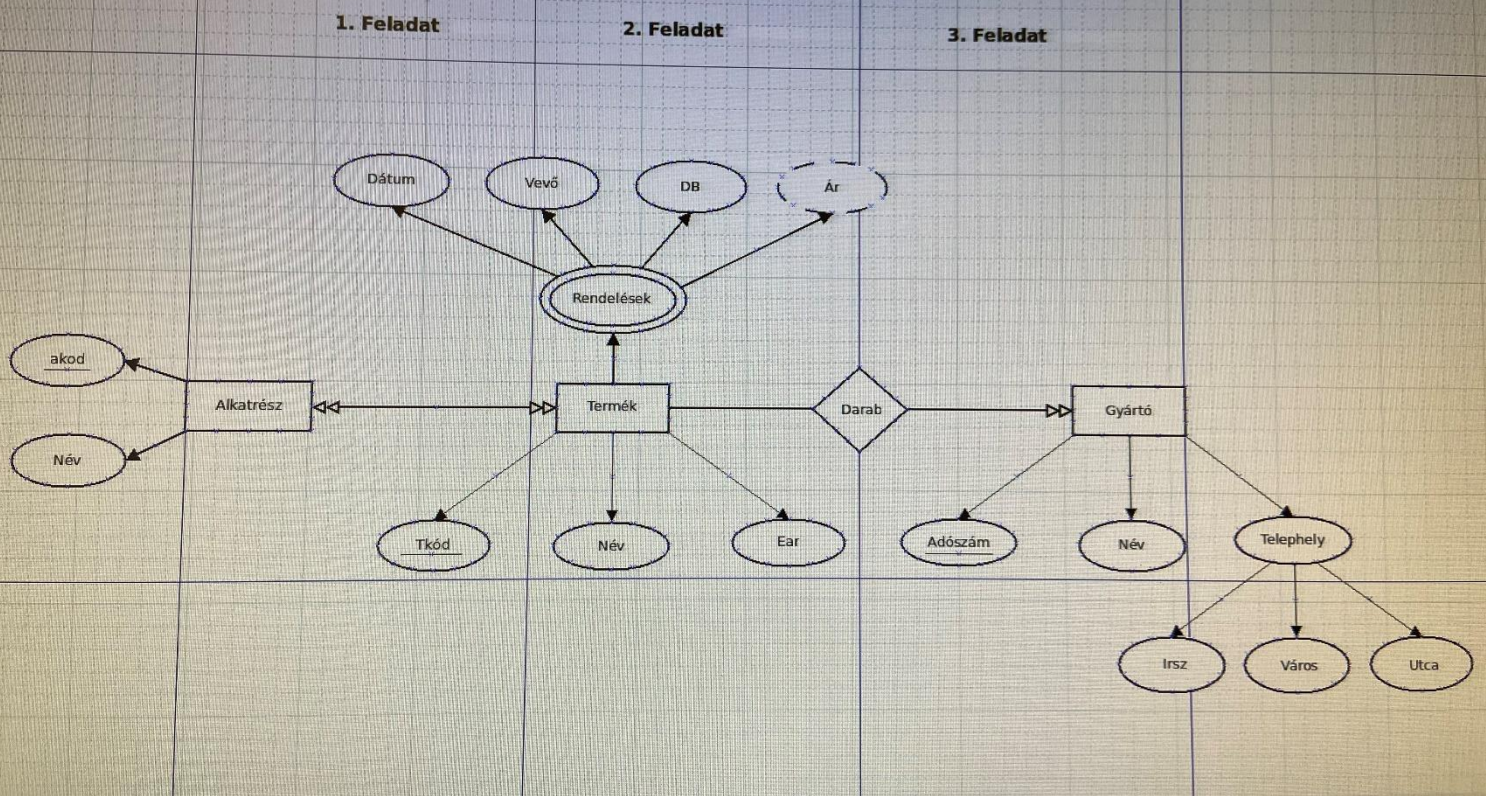 1. Feladat
2. Feladat
3. Feladat
Dátum
Vevő
DB
Ár
Rendelések
akod
Alkatrész
Termék
Darab
Gyártó
Név
Tkód
Név
Ear
Adószám
Név
Telephely
Irsz
Város
Utca